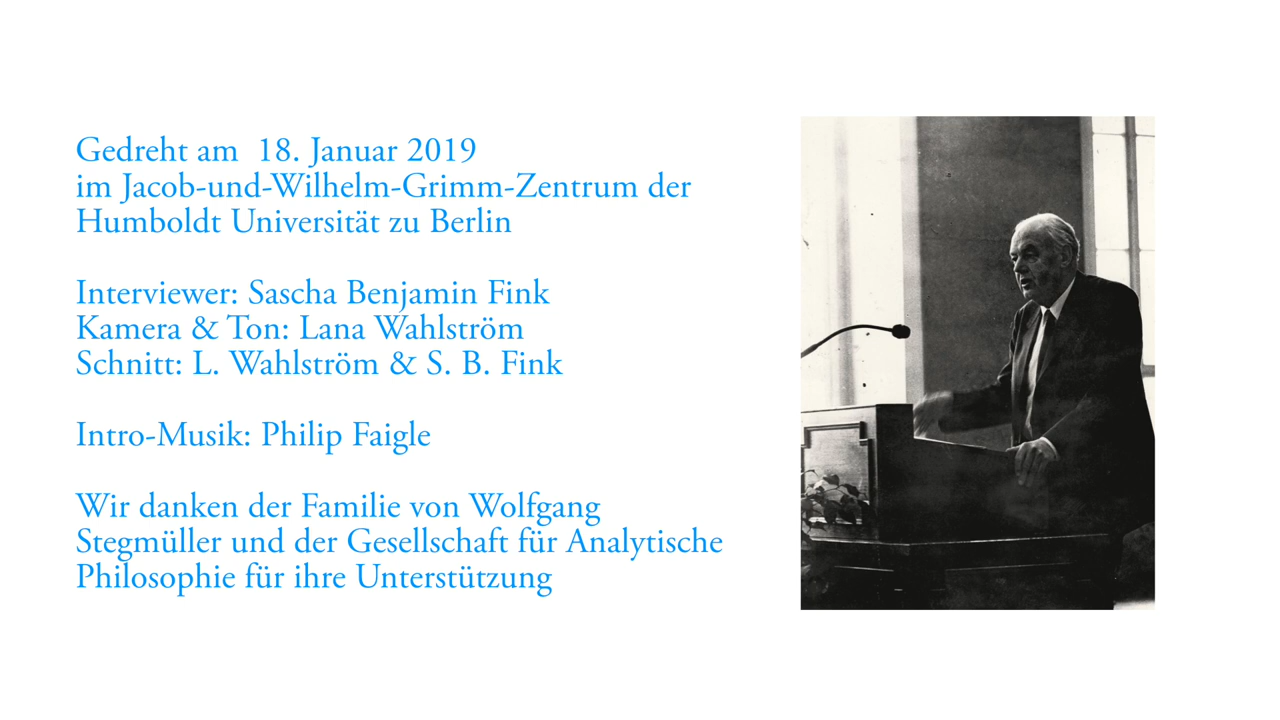 Gedreht am  18. Januar 2019
im Jacob-und-Wilhelm-Grimm-Zentrum der
Humboldt Universität zu Berlin
Interviewer: Sascha Benjamin Fink
Kamera & Ton: Lana Wahlström
Schnitt: L. Wahlström & S. B. Fink
Intro-Musik: Philip Faigle
Wir danken der Familie von Wolfgang
Stegmüller und der Gesellschaft für Analytische
Philosophie für ihre Unterstützung